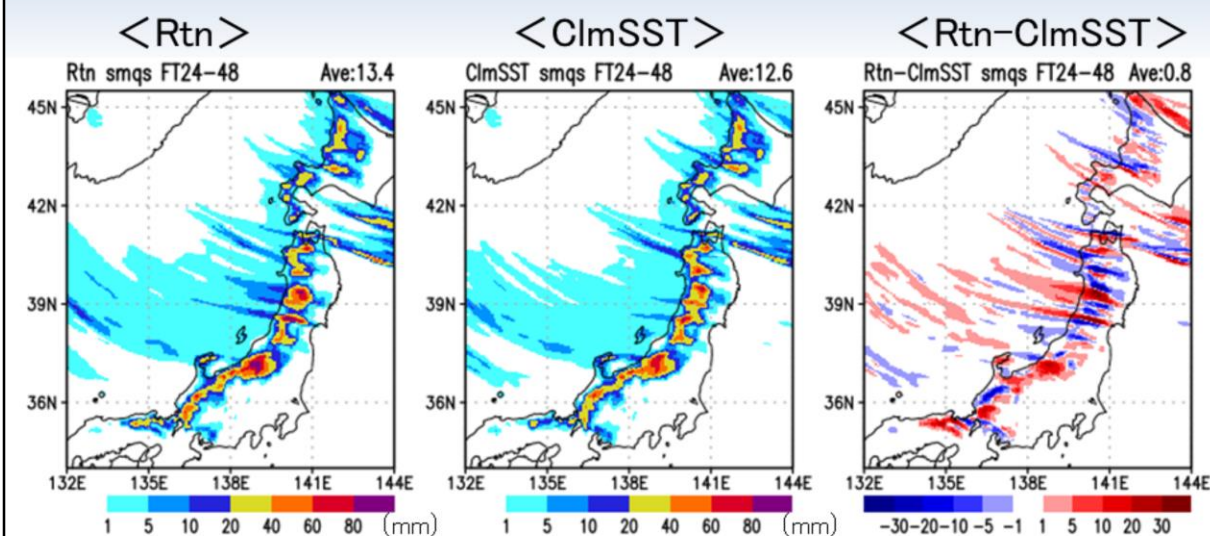 ＜Rtn＞ ＜ClmSST＞ ＜Rtn−ClmSST＞
Rtn smqs FT24−48 Ave:13.4 ClmSST smqs FT24−48 Ave:12.6 Rtn−ClmSST smqs FT24−48 Ave:0.8
45N 45N 45N
42N 42N 42N
39N 39N 39N
36N 36N 36N
132E 135E 138E 141E 144E 132E 135E 138E 141E 144E 132E 135E 138E 141E 144E
1 5 10 20 40 60 80 (mm) 1 5 10 20 40 60 80 (mm) −30 −20 −10 −5 −1 1 5 10 20 30